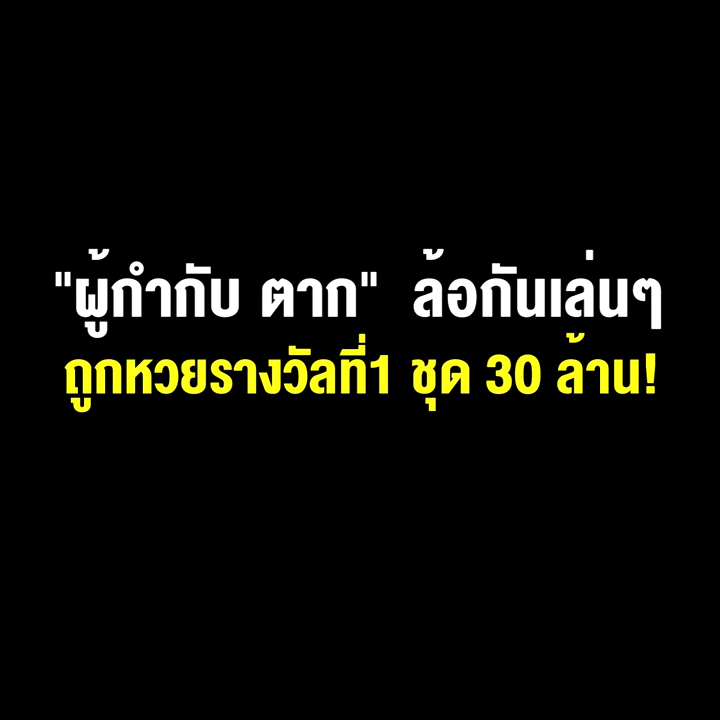 "ผู้กำกับ ตาก" ล้อกันเล่นๆ
ถูกหวยรางวัลที่1 ชุด 30 ล้าน!